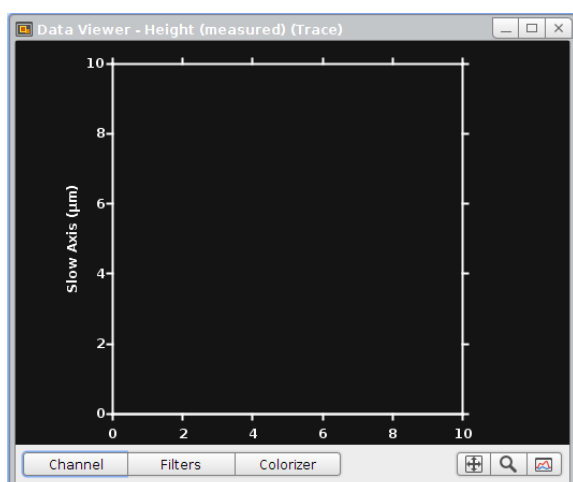 Data Viewer - Height (measured) (Trace)
10
8
6
Slow Axis (µm)
4
2
0
0 2 4 6 8 10
Channel Filters Colorizer